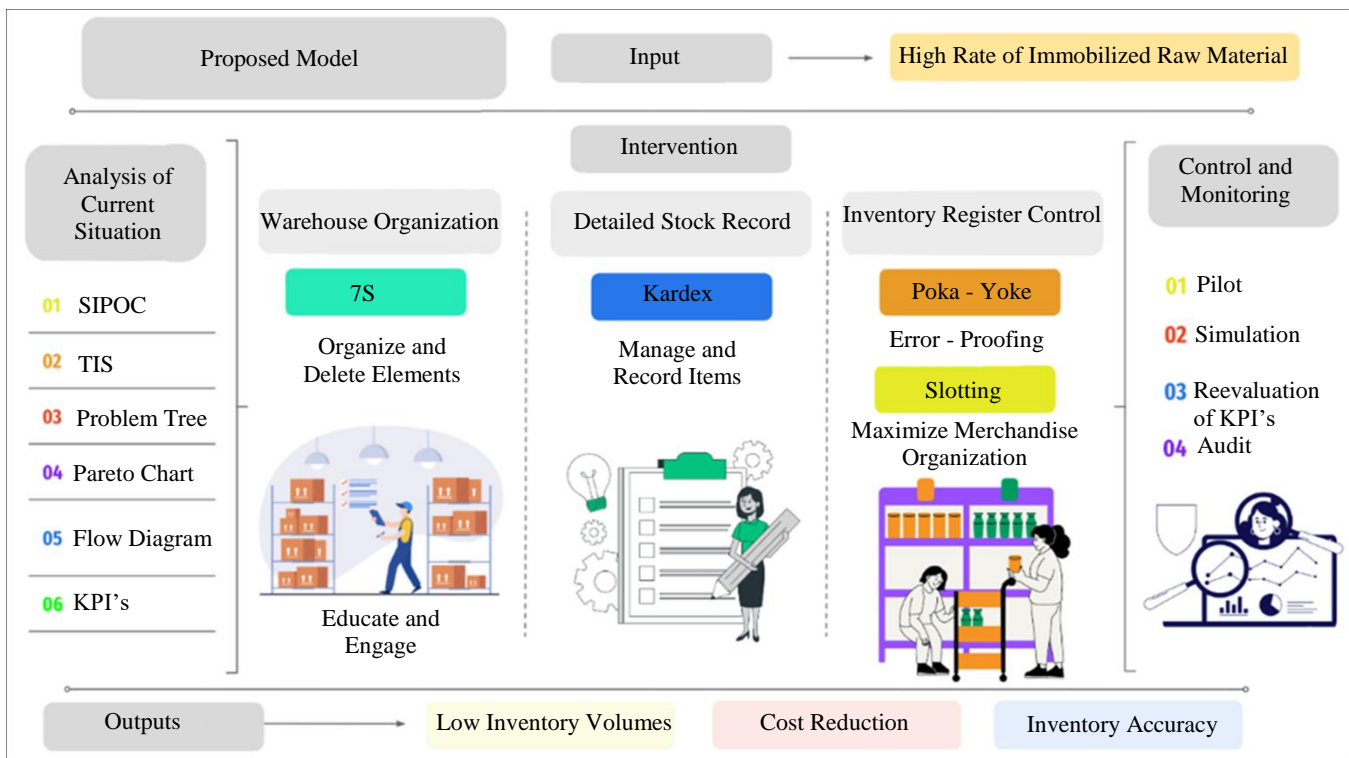 Proposed Model
Input
High Rate of Immobilized Raw Material
Analysis of
Current
Situation
01 SIPOC
02 TIS
03 Problem Tree
04 Pareto Chart
05 Flow Diagram
06 KPI's
Intervention
Warehouse Organization
7S
Organize and
Delete Elements
Educate and
Engage
Detailed Stock Record
Kardex
Manage and
Record Items
Inventory Register Control
Poka - Yoke
Error - Proofing
Slotting
Maximize Merchandise
Organization
Control and
Monitoring
01 Pilot
02 Simulation
03 Reevaluation
of KPI's
04 Audit
Outputs
Low Inventory Volumes
Cost Reduction
Inventory Accuracy